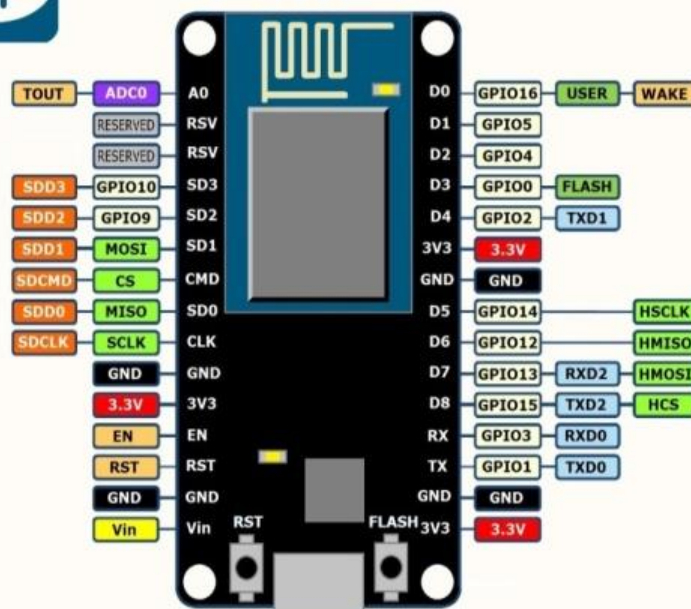 TOUT ADC0 A0 D0 GPIO16 USER WAKE
RESERVED RSV D1 GPIO5
RESERVED RSV D2 GPIO4
SDD3 GPIO10 SD3 D3 GPIO0 FLASH
SDD2 GPIO9 SD2 D4 GPIO2 TXD1
SDD1 MOSI SD1 3V3 3.3V
SDCMD CS CMD GND GND
SDD0 MISO SD0 D5 GPIO14 HSCLK
SDCLK SCLK CLK D6 GPIO12 HMISO
GND GND D7 GPIO13 RXD2 HMOSI
3.3V 3V3 D8 GPIO15 TXD2 HCS
EN EN RX GPIO3 RXD0
RST RST TX GPIO1 TXD0
GND GND GND GND
Vin Vin RST FLASH 3V3 3.3V